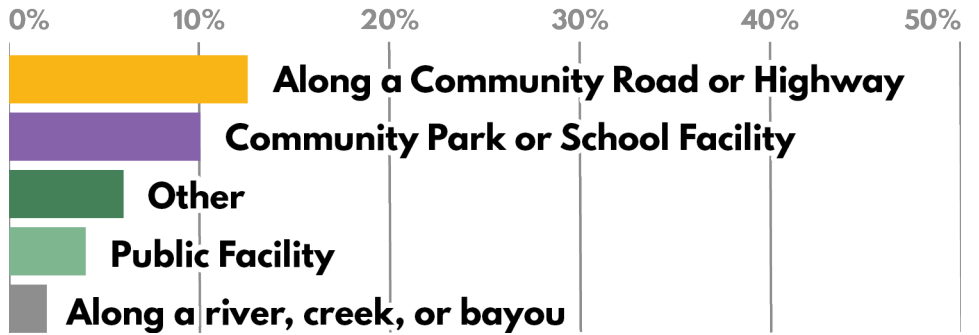 0% 10% 20% 30% 40% 50%
Along a Community Road or Highway
Community Park or School Facility
Other
Public Facility
Along a river, creek, or bayou